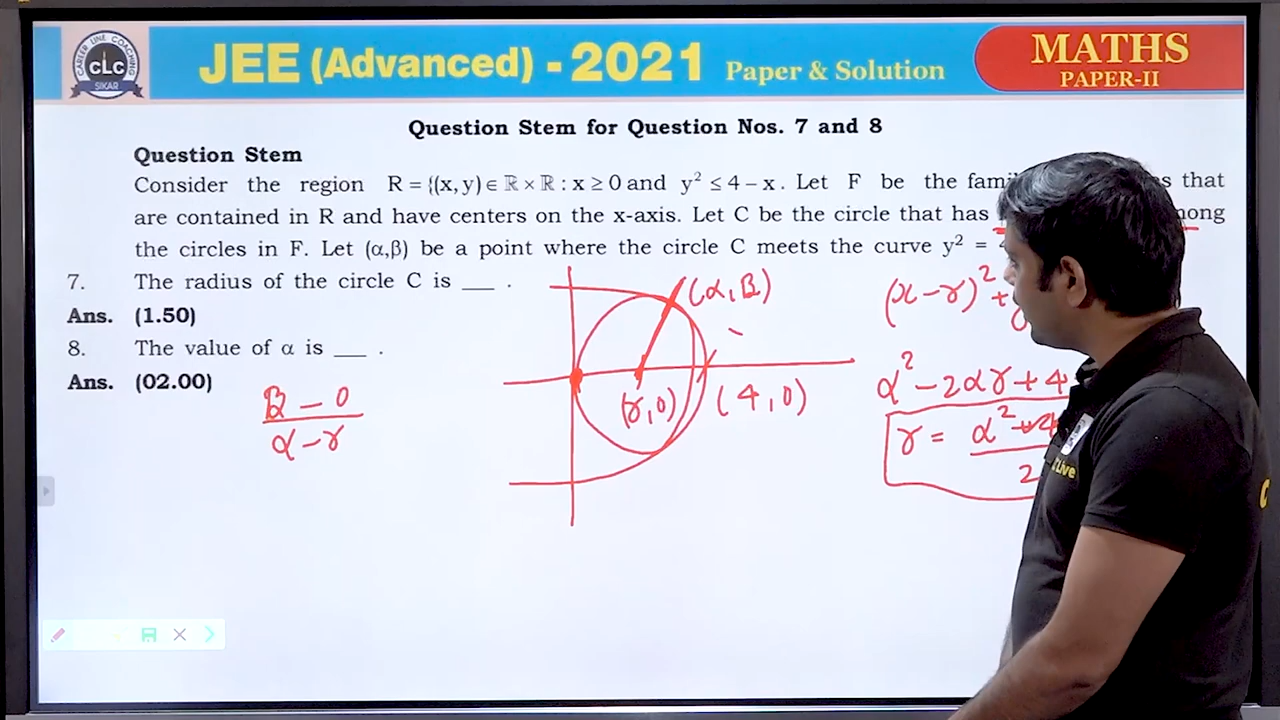 CAREER LINE COACHING
CLC
SIKAR
JEE (Advanced) - 2021 Paper & Solution
MATHS
PAPER-II
Question Stem for Question Nos. 7 and 8
Question Stem
Consider the region R = {(x, y) ∈ ℝ × ℝ : x ≥ 0 and y² ≤ 4 – x. Let F be the fami s that
are contained in R and have centers on the x-axis. Let C be the circle that has mong
the circles in F. Let (α,β) be a point where the circle C meets the curve y² =
7. The radius of the circle C is ___ .
Ans. (1.50)
8. The value of α is ___ .
Ans. (02.00)
β - 0
α - r
(α, β)
(r, 0)
(4, 0)
(x - r)² +
α² - 2αr + 4
r = α²
2
Live
C